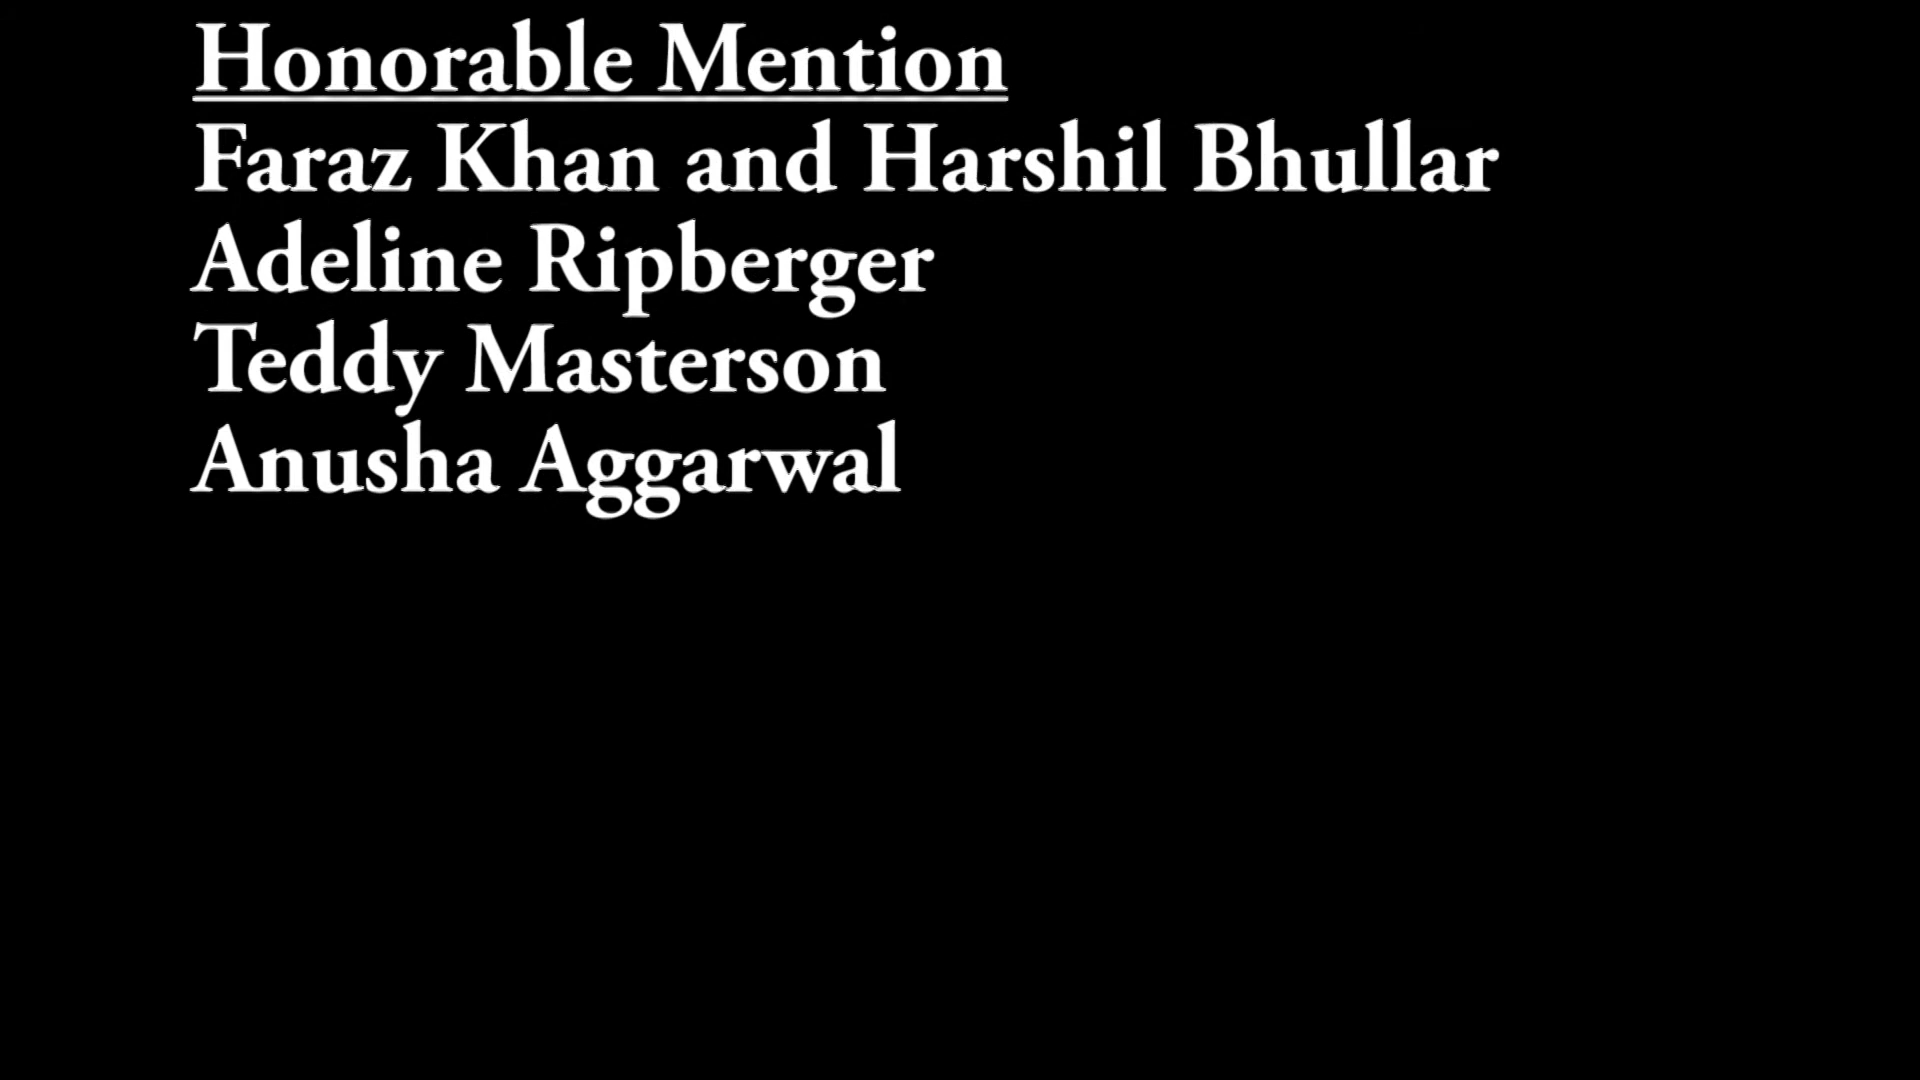 Honorable Mention
Faraz Khan and Harshil Bhullar
Adeline Ripberger
Teddy Masterson
Anusha Aggarwal